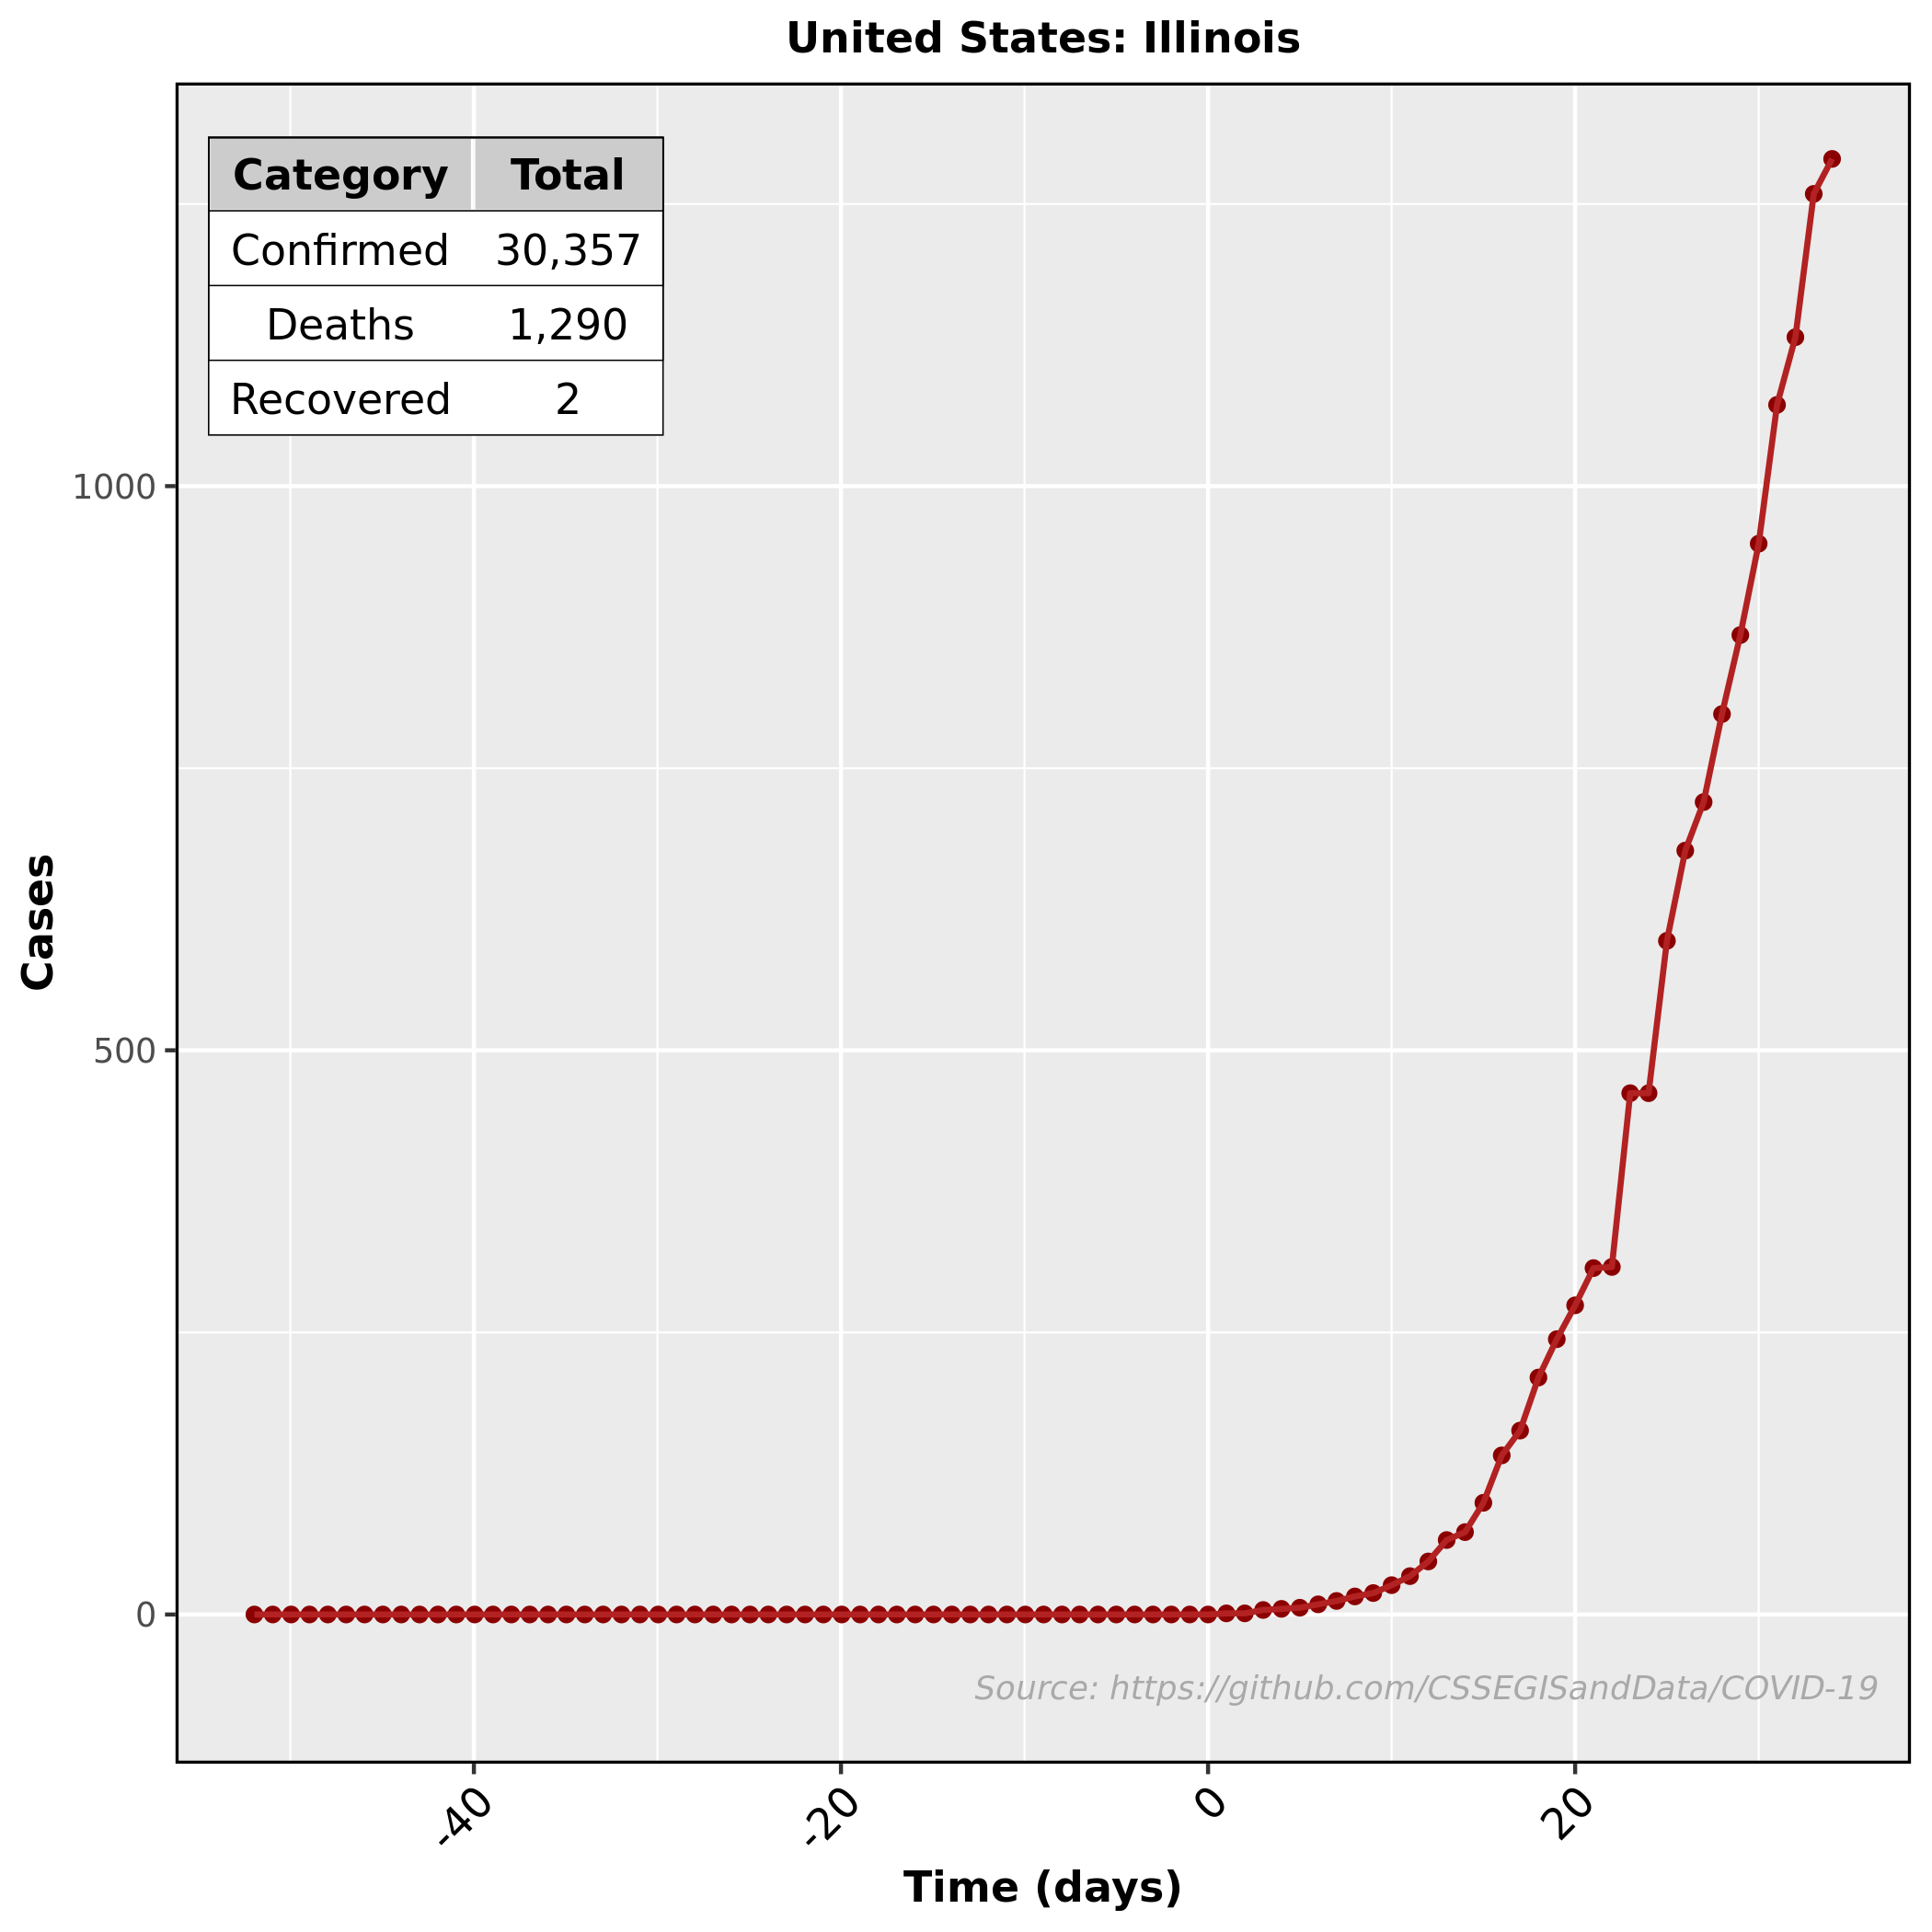 United States: Illinois
Category Total
Confirmed 30,357
Deaths 1,290
Recovered 2
1000
500
0
Cases
Source: https://github.com/CSSEGISandData/COVID-19
-40 -20 0 20
Time (days)